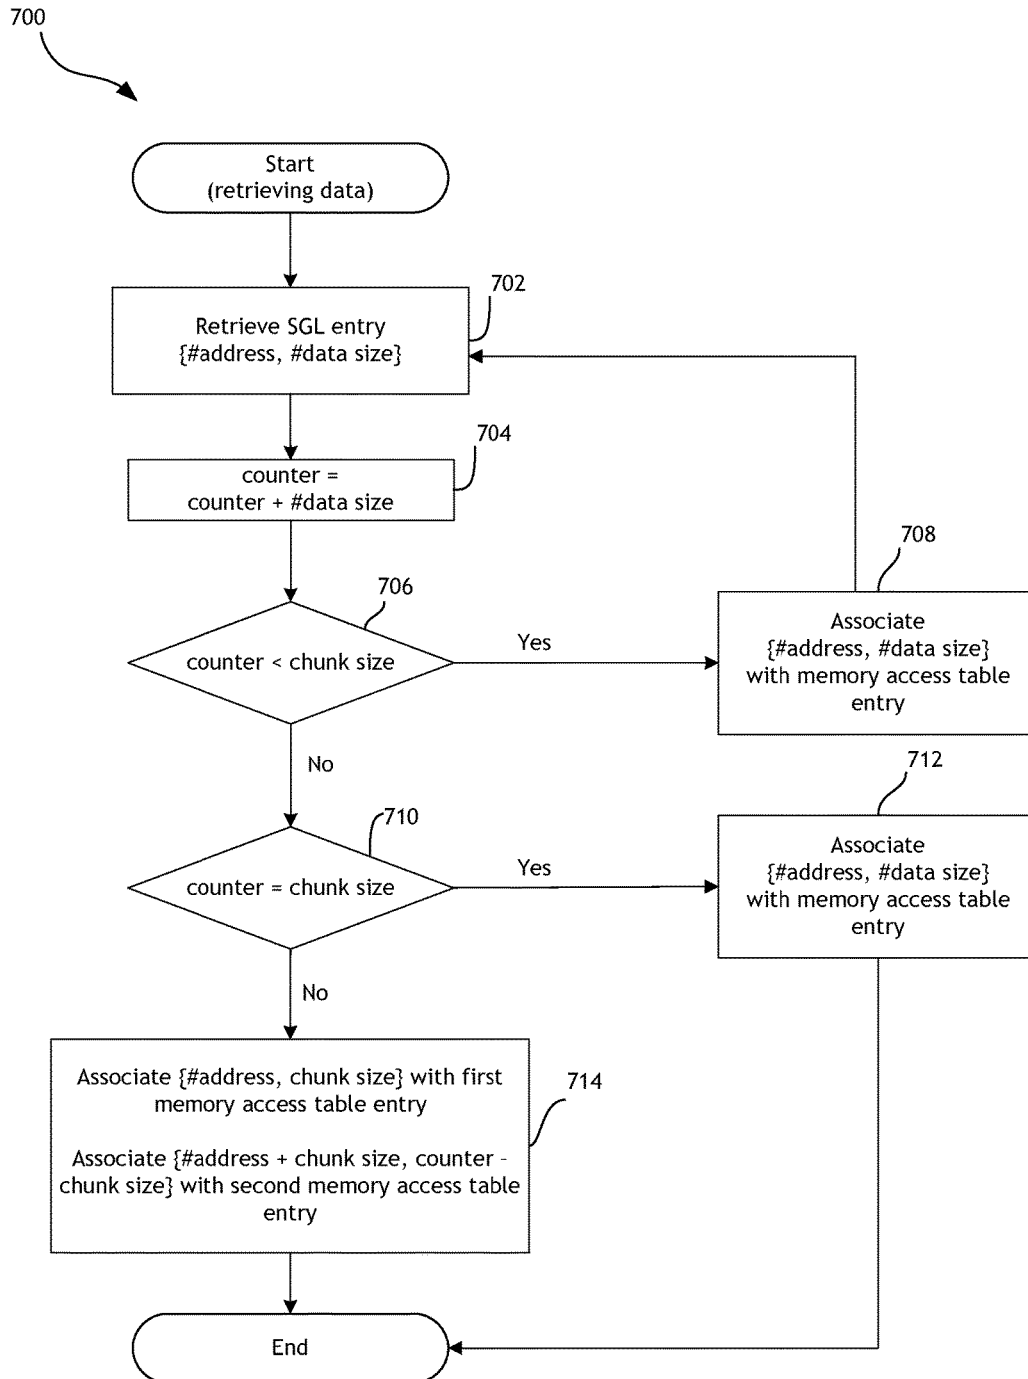 700
Start
(retrieving data)
702
Retrieve SGL entry
{#address, #data size}
704
counter =
counter + #data size
706
counter < chunk size
Yes
708
Associate
{#address, #data size}
with memory access table
entry
No
710
counter = chunk size
Yes
712
Associate
{#address, #data size}
with memory access table
entry
No
714
Associate {#address, chunk size} with first
memory access table entry
Associate {#address + chunk size, counter -
chunk size} with second memory access table
entry
End